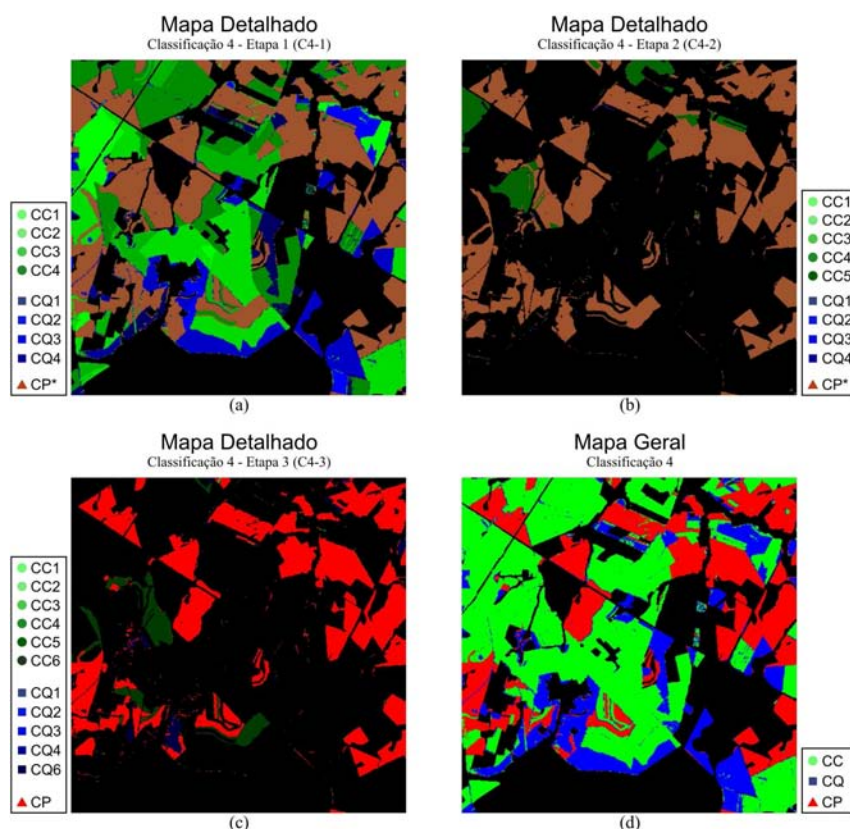 Mapa Detalhado
Classificação 4 - Etapa 1 (C4-1)
CC1
CC2
CC3
CC4
CQ1
CQ2
CQ3
CQ4
CP*
(a)
Mapa Detalhado
Classificação 4 - Etapa 2 (C4-2)
CC1
CC2
CC3
CC4
CC5
CQ1
CQ2
CQ3
CQ4
CP*
(b)
Mapa Detalhado
Classificação 4 - Etapa 3 (C4-3)
CC1
CC2
CC3
CC4
CC5
CC6
CQ1
CQ2
CQ3
CQ4
CQ6
CP
(c)
Mapa Geral
Classificação 4
CC
CQ
CP
(d)